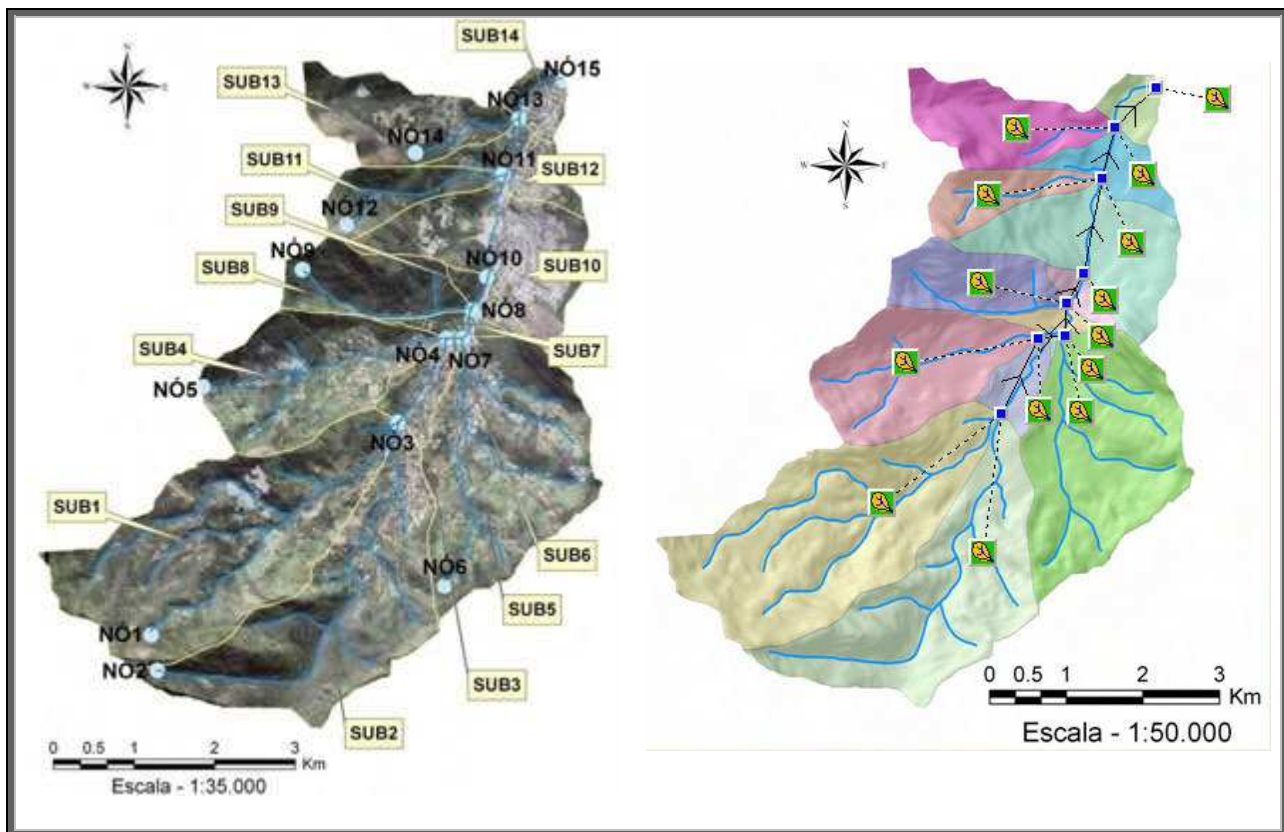 SUB14
N
W
E
S
SUB13
NÓ15
NÓ13
NÓ14
NÓ11
SUB11
SUB12
SUB9
NÓ12
NÓ9
SUB8
NÓ10
SUB10
NÓ8
NÓ4
NÓ7
SUB7
SUB4
NÓ5
NÓ3
SUB1
SUB6
NÓ6
SUB5
NÓ1
NÓ2
SUB3
SUB2
0 0.5 1 2 3
Km
Escala - 1:35.000
N
W
E
S
0 0.5 1 2 3
Km
Escala - 1:50.000